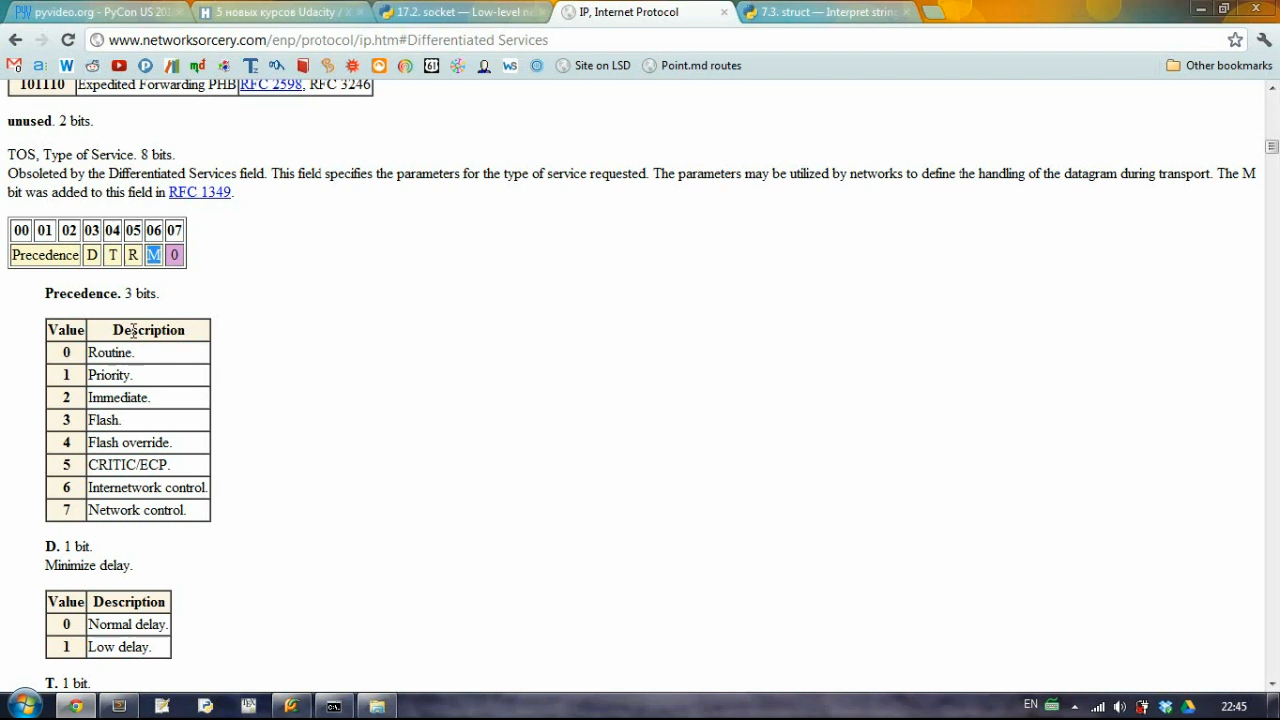 pyvideo.org - PyCon US 20
5 новых курсов Udacity /
17.2. socket — Low-level n
IP, Internet Protocol
7.3. struct — Interpret string
www.networksorcery.com/enp/protocol/ip.htm#Differentiated Services
Site on LSD
Point.md routes
Other bookmarks
101110 Expedited Forwarding PHB RFC 2598, RFC 3246
unused. 2 bits.
TOS, Type of Service. 8 bits.
Obsoleted by the Differentiated Services field. This field specifies the parameters for the type of service requested. The parameters may be utilized by networks to define the handling of the datagram during transport. The M
bit was added to this field in RFC 1349.
00 01 02 03 04 05 06 07
Precedence D T R M 0
Precedence. 3 bits.
Value Description
0 Routine.
1 Priority.
2 Immediate.
3 Flash.
4 Flash override.
5 CRITIC/ECP.
6 Internetwork control.
7 Network control.
D. 1 bit.
Minimize delay.
Value Description
0 Normal delay.
1 Low delay.
T. 1 bit.
EN
22:45